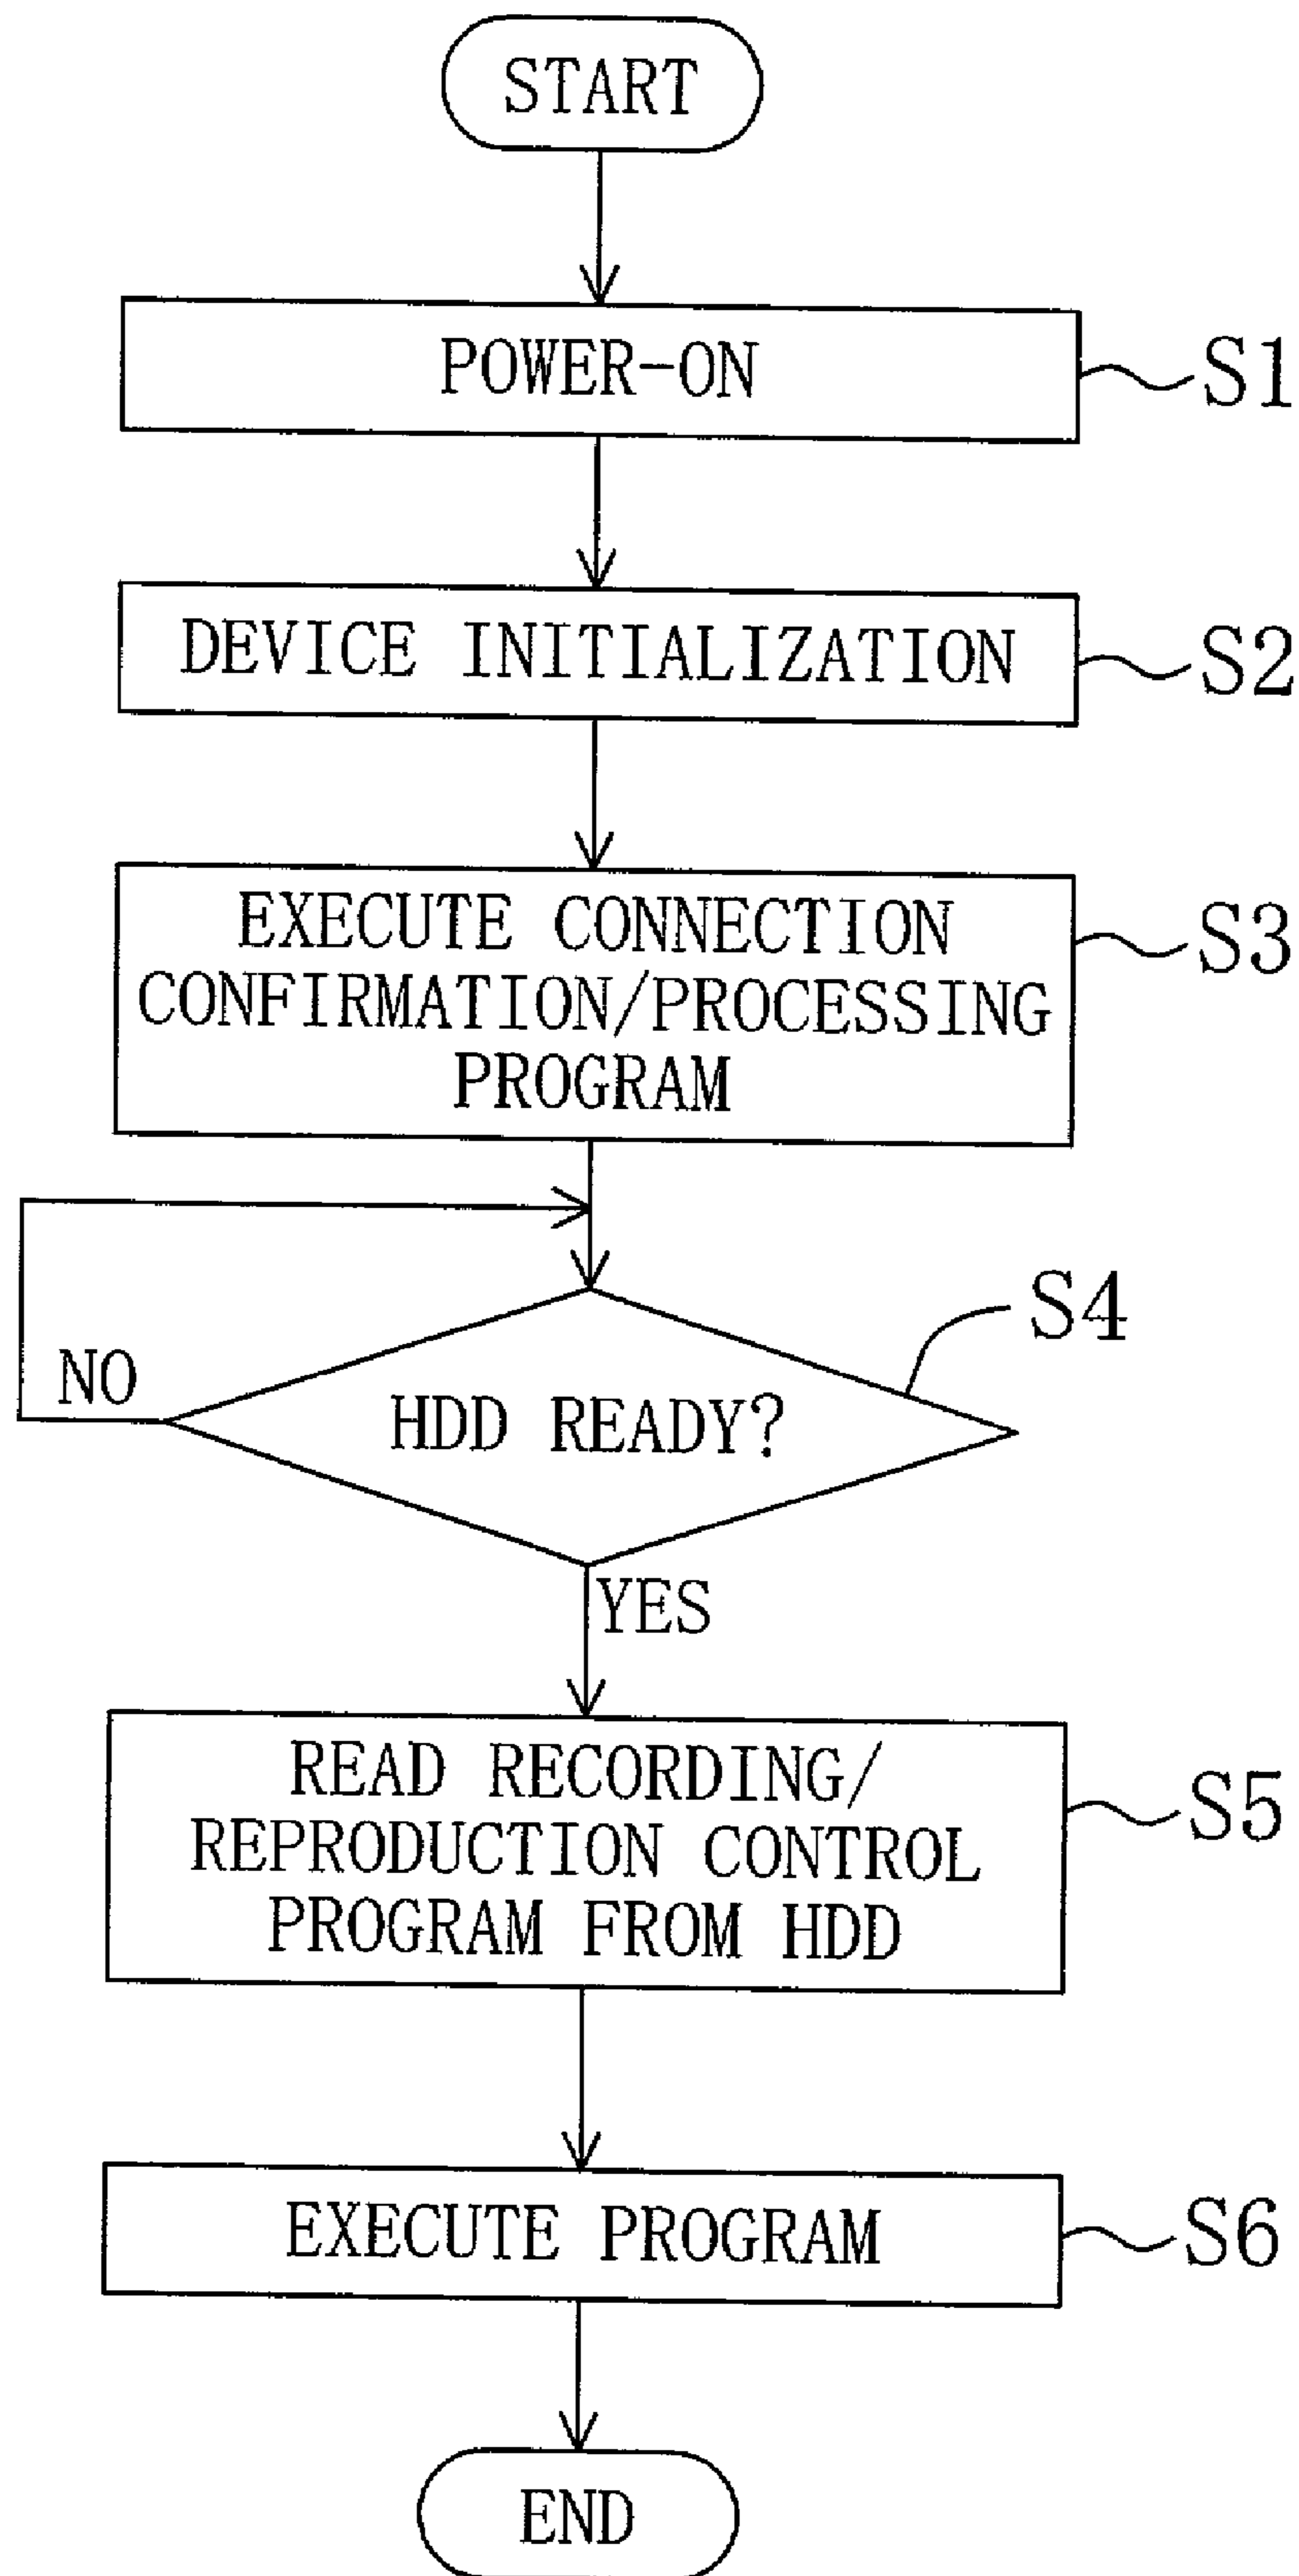 START
POWER-ON
S1
DEVICE INITIALIZATION
S2
EXECUTE CONNECTION
CONFIRMATION/PROCESSING
PROGRAM
S3
S4
NO
HDD READY?
YES
READ RECORDING/
REPRODUCTION CONTROL
PROGRAM FROM HDD
S5
EXECUTE PROGRAM
S6
END